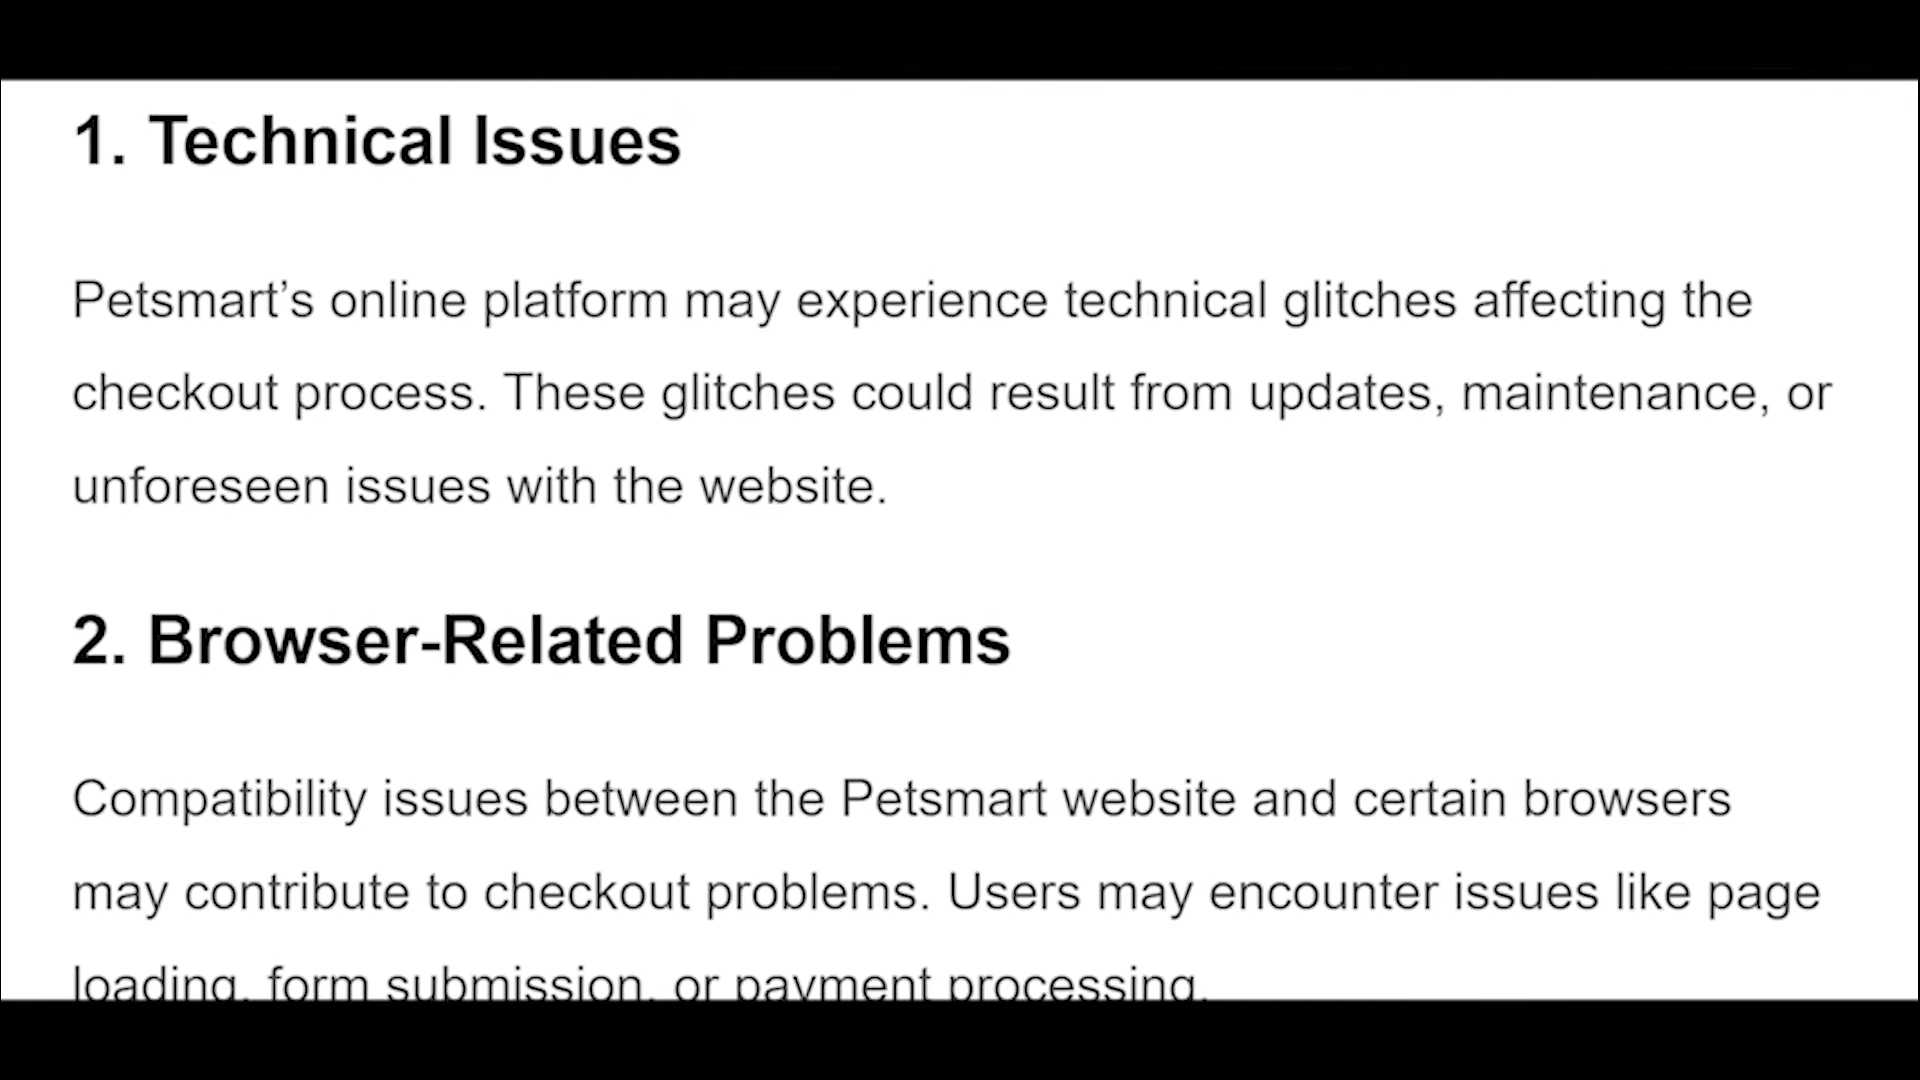 1. Technical Issues
Petsmart’s online platform may experience technical glitches affecting the
checkout process. These glitches could result from updates, maintenance, or
unforeseen issues with the website.
2. Browser-Related Problems
Compatibility issues between the Petsmart website and certain browsers
may contribute to checkout problems. Users may encounter issues like page
loading, form submission, or payment processing.